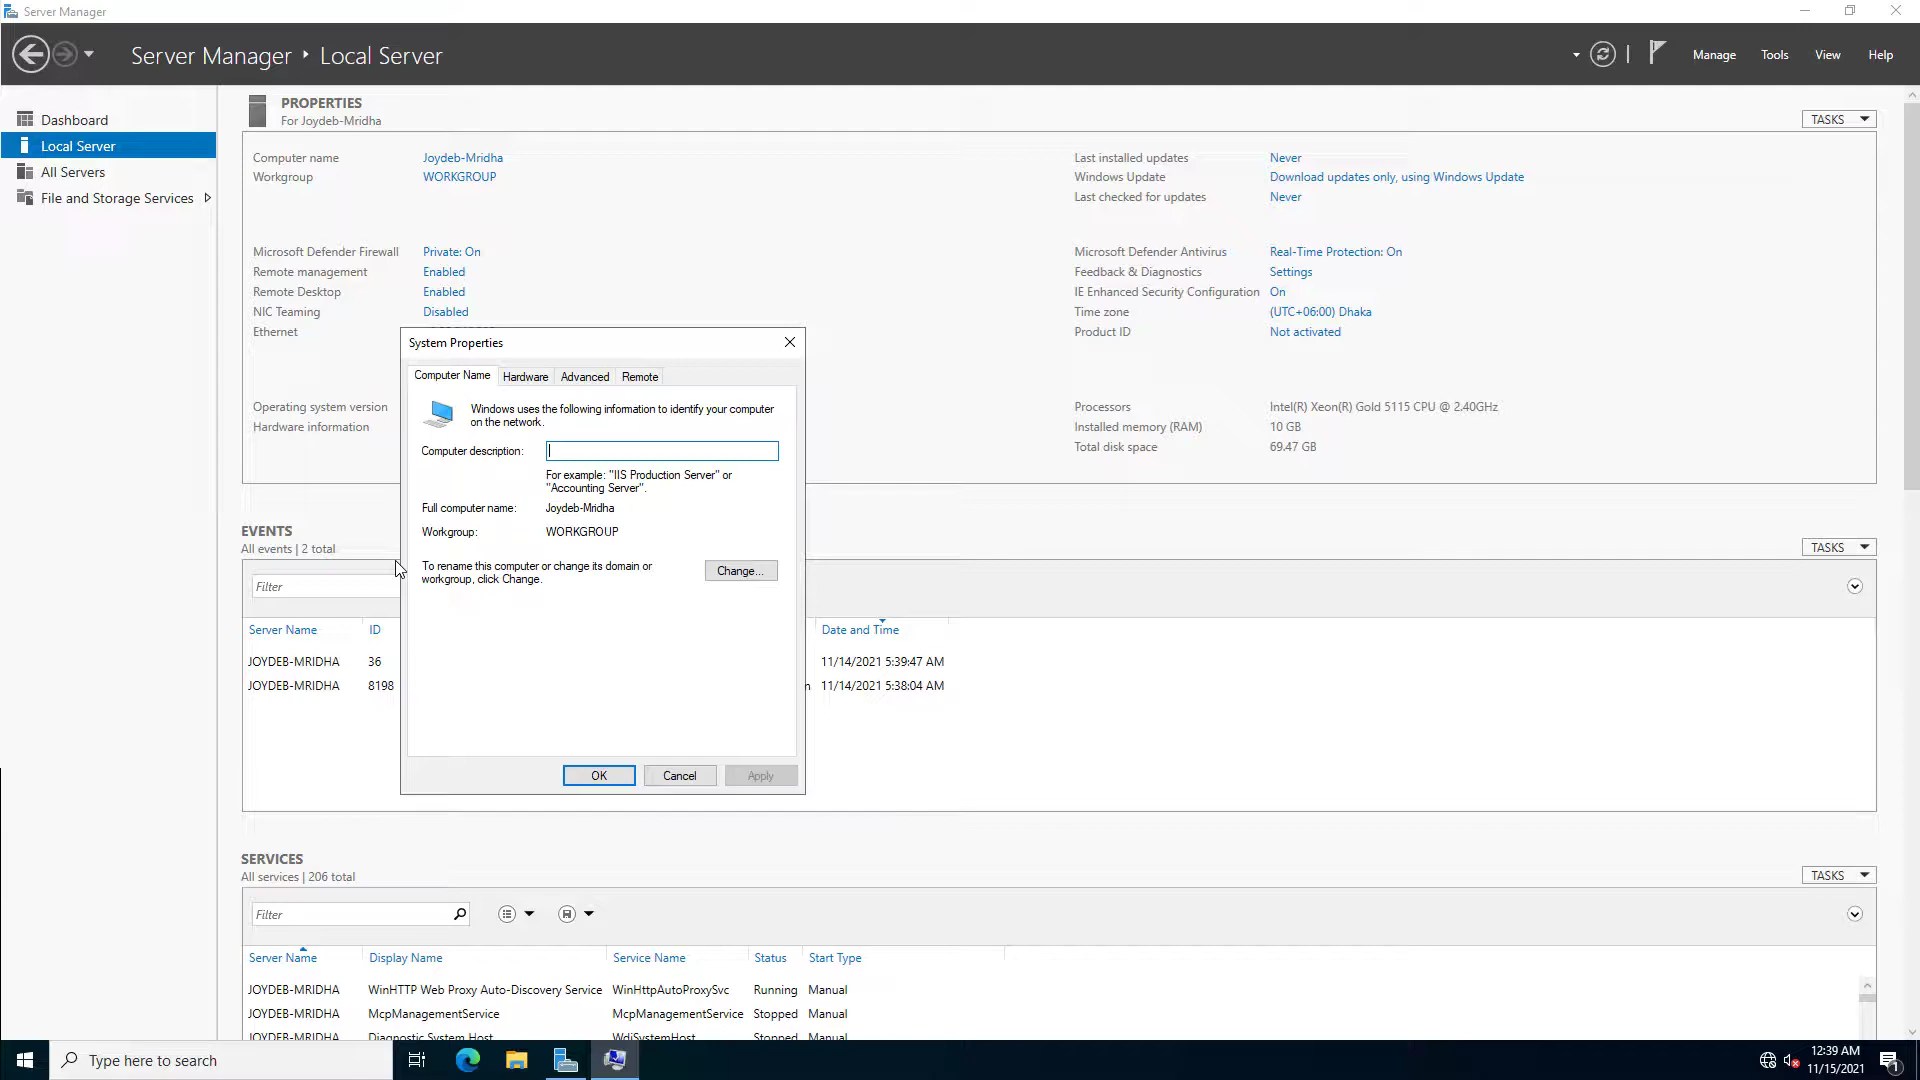 Server Manager
Server Manager ‣ Local Server
Manage Tools View Help
Dashboard
Local Server
All Servers
File and Storage Services
PROPERTIES
For Joydeb-Mridha
TASKS
Computer name Joydeb-Mridha
Workgroup WORKGROUP
Last installed updates Never
Windows Update Download updates only, using Windows Update
Last checked for updates Never
Microsoft Defender Firewall Private: On
Remote management Enabled
Remote Desktop Enabled
NIC Teaming Disabled
Ethernet
Microsoft Defender Antivirus Real-Time Protection: On
Feedback & Diagnostics Settings
IE Enhanced Security Configuration On
Time zone (UTC+06:00) Dhaka
Product ID Not activated
Operating system version
Hardware information
Processors Intel(R) Xeon(R) Gold 5115 CPU @ 2.40GHz
Installed memory (RAM) 10 GB
Total disk space 69.47 GB
System Properties
Computer Name Hardware Advanced Remote
Windows uses the following information to identify your computer
on the network.
Computer description:
For example: "IIS Production Server" or
"Accounting Server".
Full computer name: Joydeb-Mridha
Workgroup: WORKGROUP
To rename this computer or change its domain or
workgroup, click Change.
Change...
OK Cancel Apply
EVENTS
All events | 2 total
TASKS
Filter
Server Name ID Date and Time
JOYDEB-MRIDHA 36 11/14/2021 5:39:47 AM
JOYDEB-MRIDHA 8198 11/14/2021 5:38:04 AM
SERVICES
All services | 206 total
TASKS
Filter
Server Name Display Name Service Name Status Start Type
JOYDEB-MRIDHA WinHTTP Web Proxy Auto-Discovery Service WinHttpAutoProxySvc Running Manual
JOYDEB-MRIDHA McpManagementService McpManagementService Stopped Manual
JOYDEB-MRIDHA Diagnostic System Host WdiSystemHost Stopped Manual
Type here to search
12:39 AM
11/15/2021
1